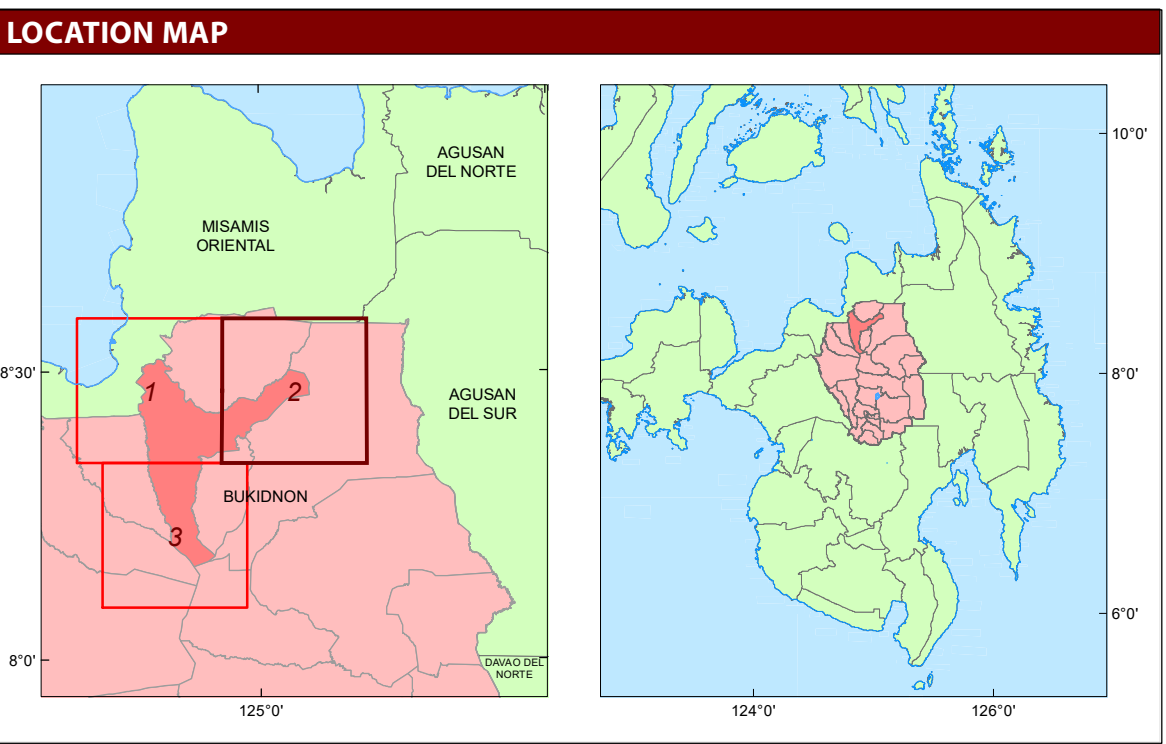 LOCATION MAP
AGUSAN
DEL NORTE
MISAMIS
ORIENTAL
8°30'
1
2
AGUSAN
DEL SUR
BUKIDNON
3
8°0'
DAVAO DEL
NORTE
125°0'
10°0'
8°0'
6°0'
124°0'
126°0'